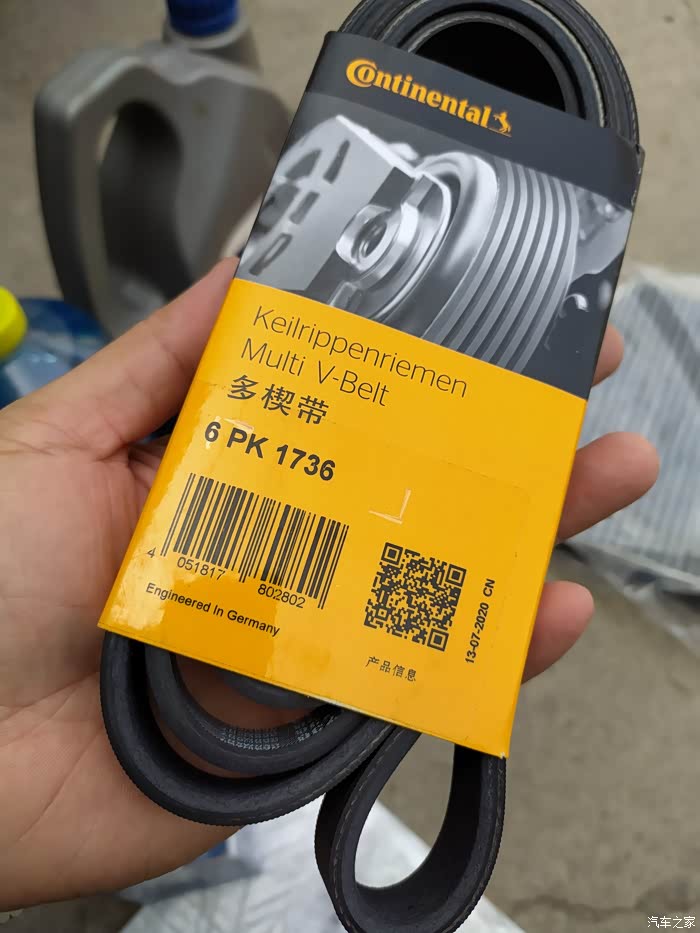 Continental
Keilrippenriemen
Multi V-Belt
多楔带
6 PK 1736
4 051817 802802
Engineered In Germany
产品信息
13-07-2020 CN
汽车之家